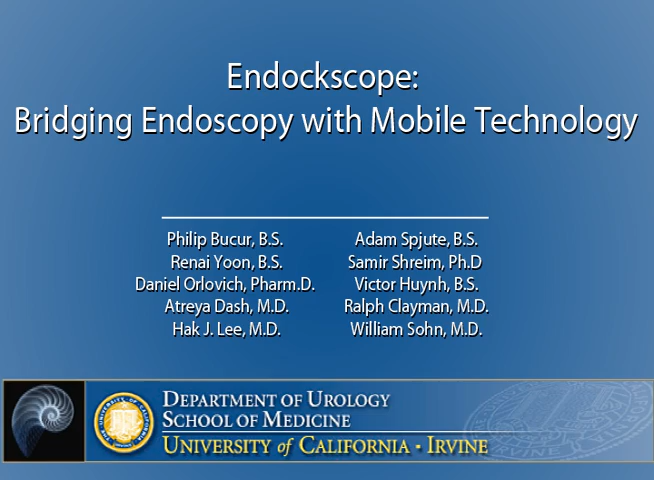 Endockscope:
Bridging Endoscopy with Mobile Technology
Philip Bucur, B.S.
Renai Yoon, B.S.
Daniel Orlovich, Pharm.D.
Atreya Dash, M.D.
Hak J. Lee, M.D.
Adam Spjute, B.S.
Samir Shreim, Ph.D
Victor Huynh, B.S.
Ralph Clayman, M.D.
William Sohn, M.D.
DEPARTMENT OF UROLOGY
SCHOOL OF MEDICINE
UNIVERSITY of CALIFORNIA • IRVINE